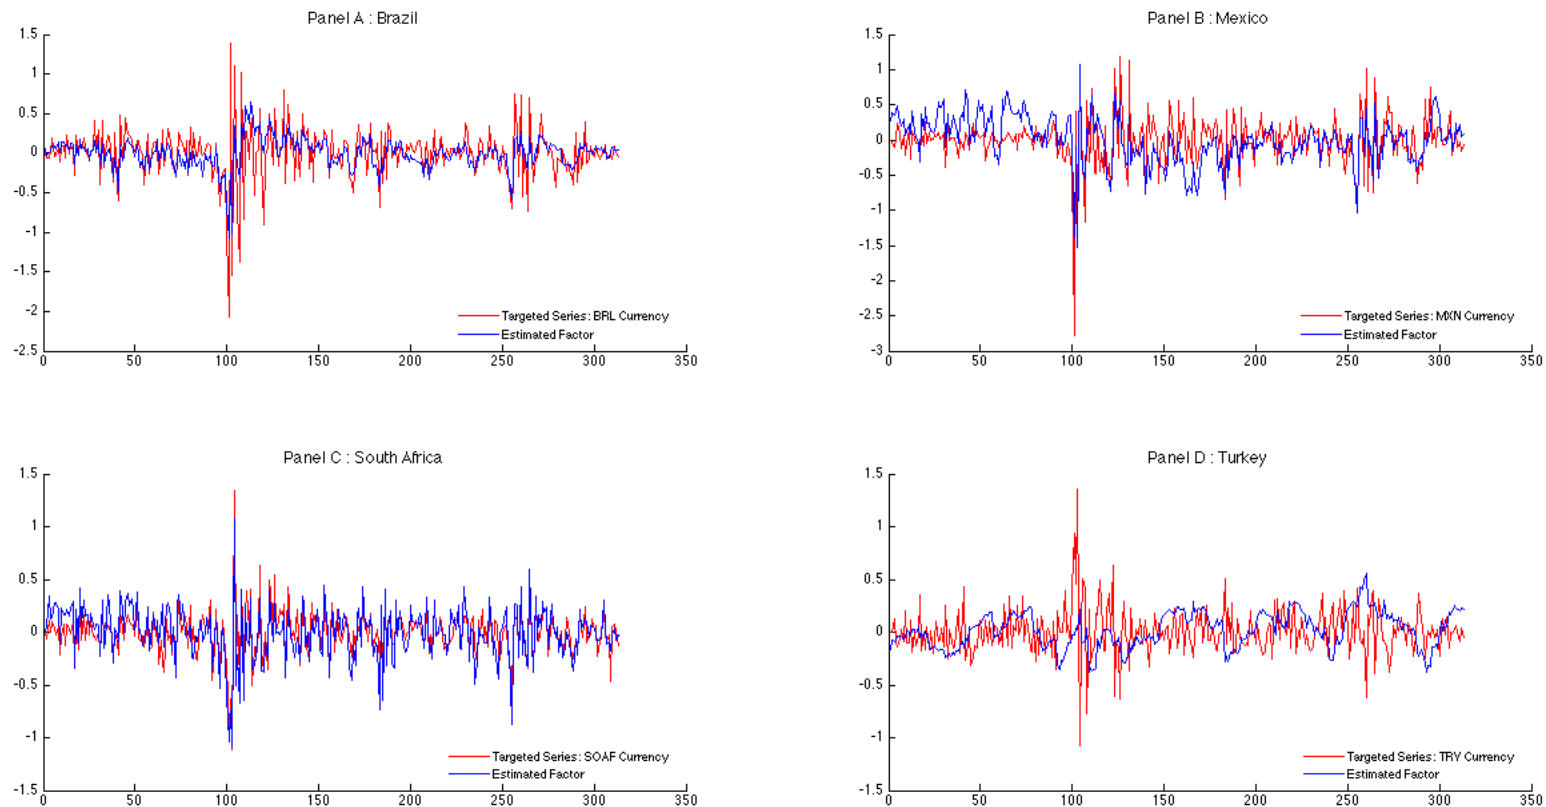 Panel A : Brazil
1.5
1
0.5
0
-0.5
-1
-1.5
-2
-2.5
0 50 100 150 200 250 300 350
Targeted Series: BRL Currency
Estimated Factor
Panel B : Mexico
1.5
1
0.5
0
-0.5
-1
-1.5
-2
-2.5
-3
0 50 100 150 200 250 300 350
Targeted Series: MXN Currency
Estimated Factor
Panel C : South Africa
1.5
1
0.5
0
-0.5
-1
-1.5
0 50 100 150 200 250 300 350
Targeted Series: SOAF Currency
Estimated Factor
Panel D : Turkey
1.5
1
0.5
0
-0.5
-1
-1.5
0 50 100 150 200 250 300 350
Targeted Series: TRY Currency
Estimated Factor